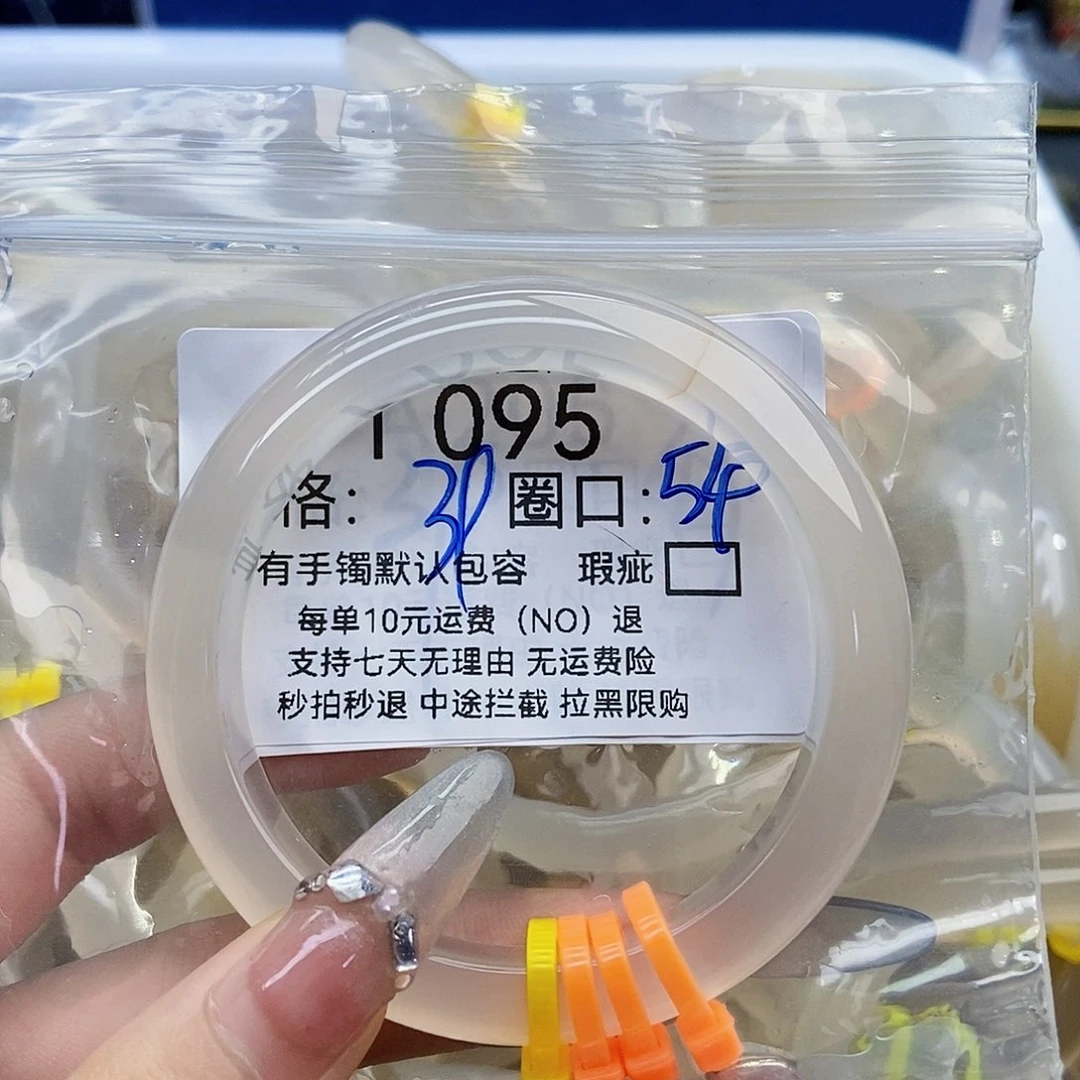 095
格: 圈口:54
有手镯默认包容 瑕疵
每单10元运费（NO）退
支持七天无理由 无运费险
秒拍秒退 中途拦截 拉黑限购